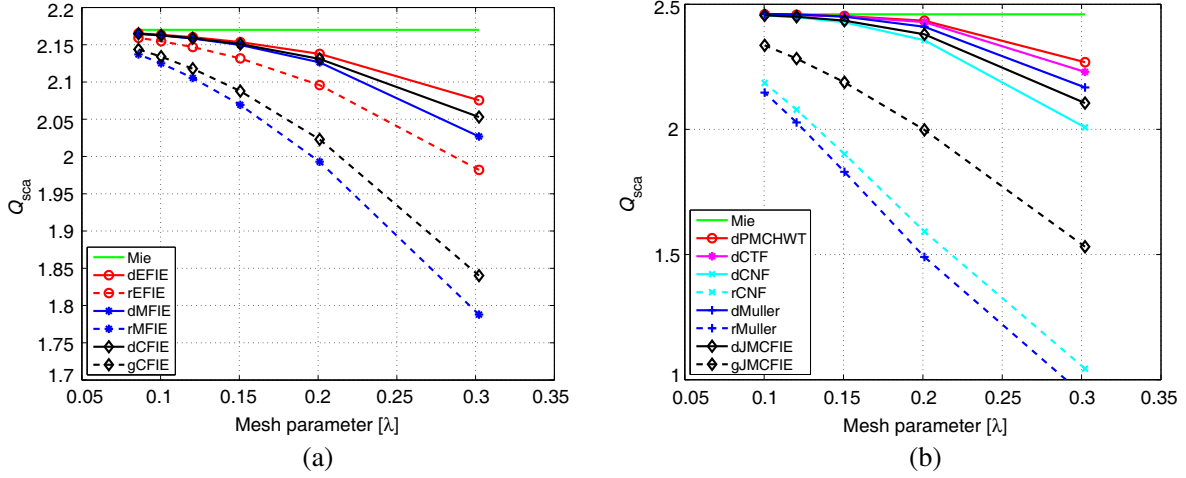 2.2
2.15
2.1
2.05
2
1.95
1.9
1.85
1.8
1.75
1.7
Q_sca
Mie
dEFIE
rEFIE
dMFIE
rMFIE
dCFIE
gCFIE
0.05 0.1 0.15 0.2 0.25 0.3 0.35
Mesh parameter [λ]
(a)
2.5
2
1.5
1
Q_sca
Mie
dPMCHWT
dCTF
dCNF
rCNF
dMuller
rMuller
dJMCFIE
gJMCFIE
0.05 0.1 0.15 0.2 0.25 0.3 0.35
Mesh parameter [λ]
(b)